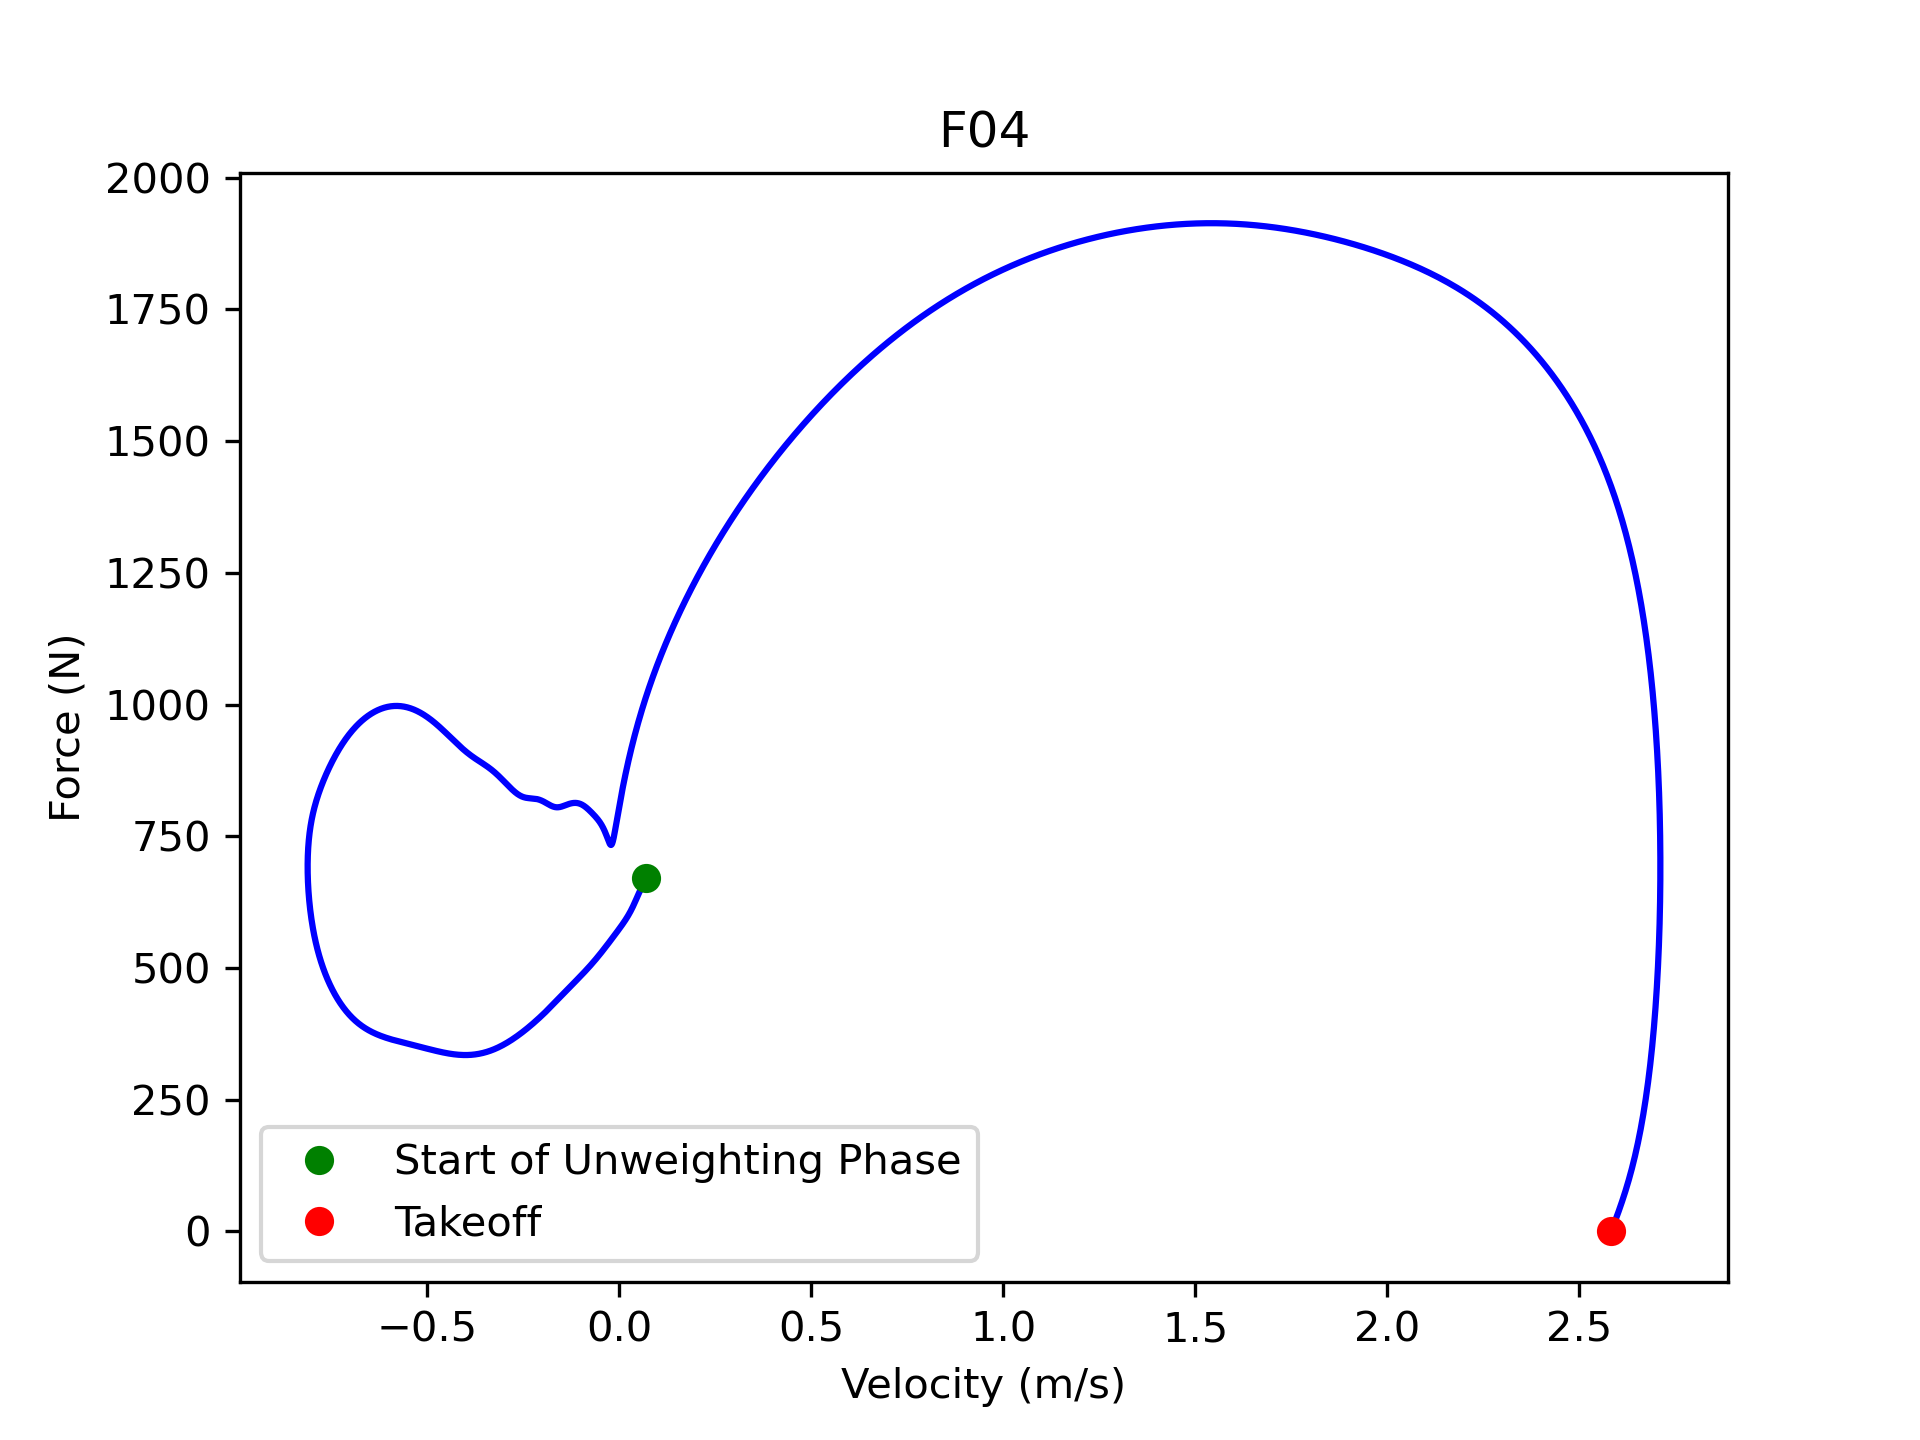 F04
2000
1750
1500
1250
1000
750
500
250
0
Force (N)
Start of Unweighting Phase
Takeoff
−0.5 0.0 0.5 1.0 1.5 2.0 2.5
Velocity (m/s)